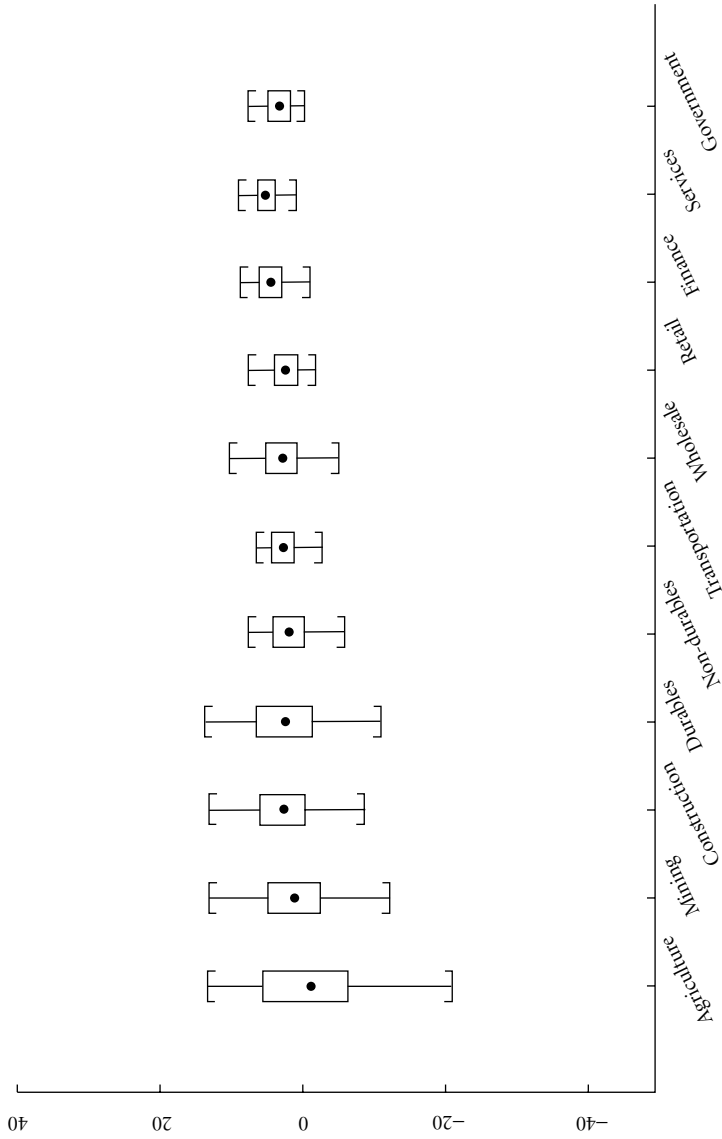 40
20
0
−20
−40
Agriculture
Mining
Construction
Durables
Non-durables
Transportation
Wholesale
Retail
Finance
Services
Government